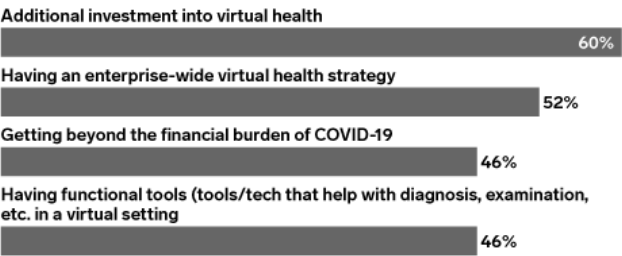 Additional investment into virtual health
60%
Having an enterprise-wide virtual health strategy
52%
Getting beyond the financial burden of COVID-19
46%
Having functional tools (tools/tech that help with diagnosis, examination,
etc. in a virtual setting
46%